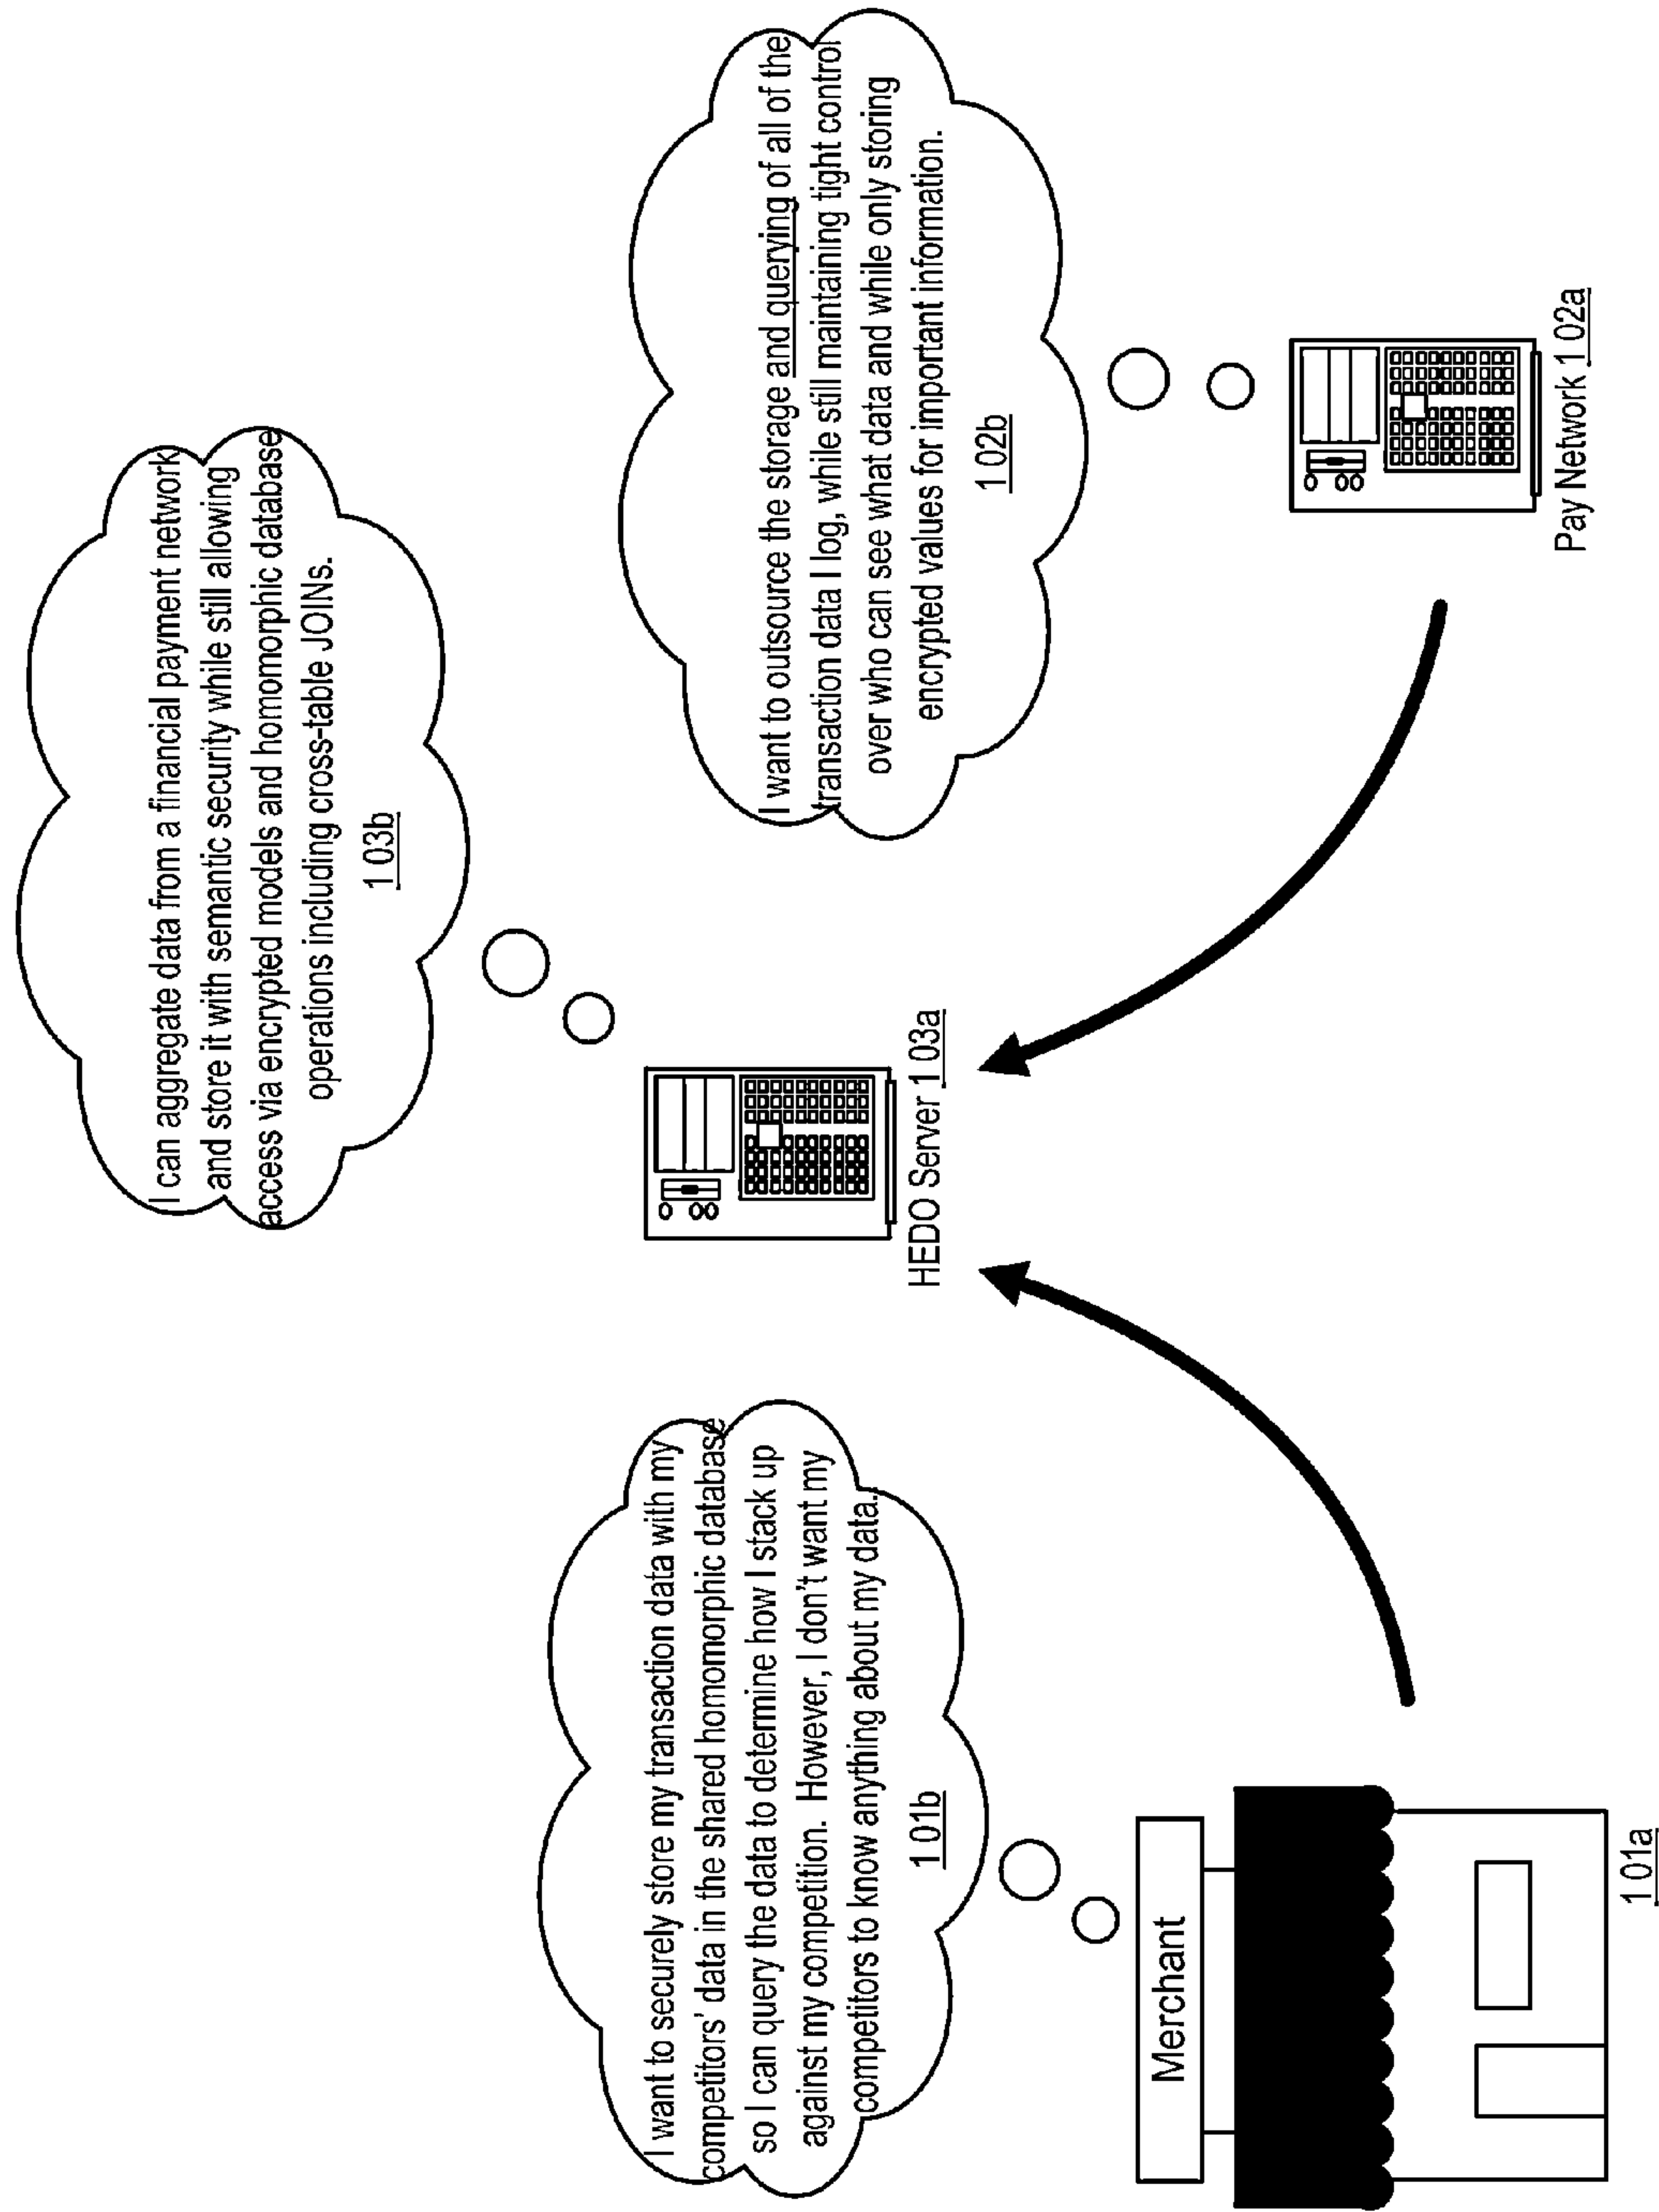 I can aggregate data from a financial payment network
and store it with semantic security while still allowing
access via encrypted models and homomorphic database
operations including cross-table JOINs.
103b
I want to securely store my transaction data with my
competitors' data in the shared homomorphic database
so I can query the data to determine how I stack up
against my competition. However, I don't want my
competitors to know anything about my data.
101b
HEDO Server 103a
I want to outsource the storage and querying of all of the
transaction data I log, while still maintaining tight control
over who can see what data and while only storing
encrypted values for important information.
102b
Merchant
101a
Pay Network 102a